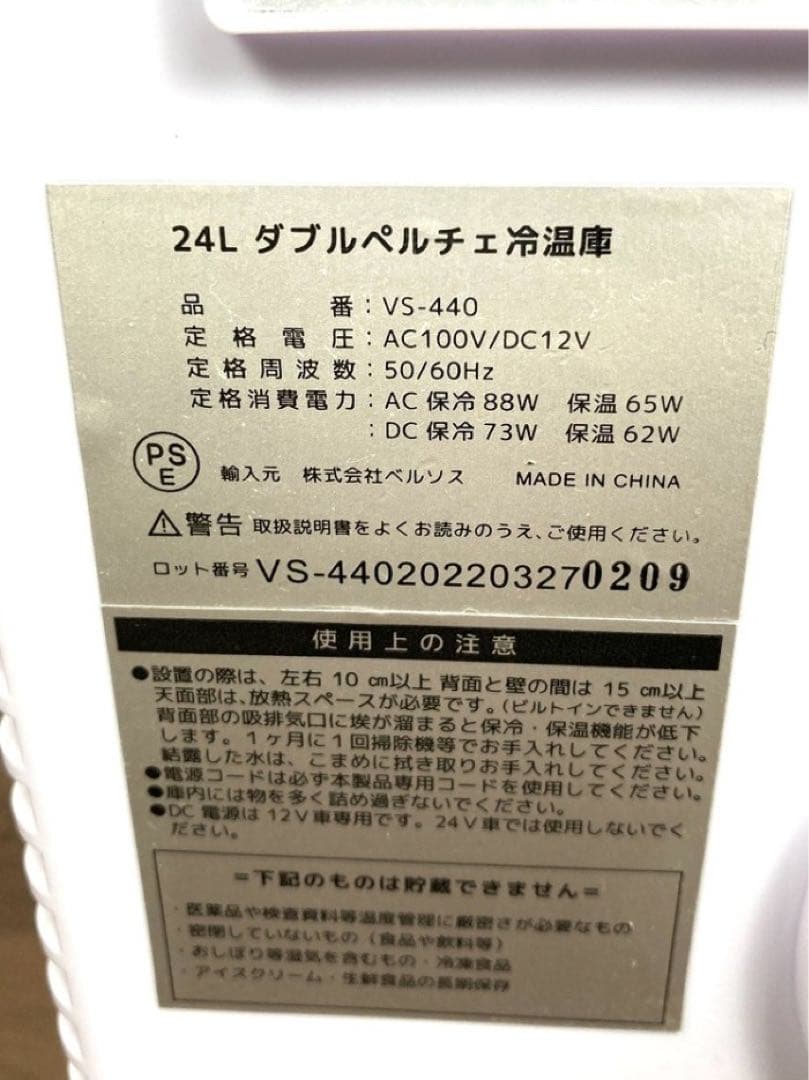 24L ダブルペルチェ冷温庫
品番：VS-440
定格電圧：AC100V/DC12V
定格周波数：50/60Hz
定格消費電力：AC 保冷 88W 保温 65W
：DC 保冷 73W 保温 62W
PSE 輸入元 株式会社ベルソス MADE IN CHINA
⚠警告 取扱説明書をよくお読みのうえ、ご使用ください。
ロット番号 VS-440202203270209
使用上の注意
●設置の際は、左右 10 ㎝以上 背面と壁の間は 15 ㎝以上
天面部は、放熱スペースが必要です。（ビルトインできません）
背面部の吸排気口に埃が溜まると保冷・保温機能が低下
します。1ヶ月に1回掃除機等でお手入れしてください。
結露した水は、こまめに拭き取りお手入れしてください。
●電源コードは必ず本製品専用コードを使用してください。
●庫内には物を多く詰め過ぎないでください。
●DC 電源は 12V車専用です。24V車では使用しないでく
ださい。
=下記のものは貯蔵できません=
・医薬品や検査資料等温度管理に厳密さが必要なもの
・密閉していないもの（食品や飲料等）
・おしぼり等湿気を含むもの・冷凍食品
・アイスクリーム・生鮮食品の長期保存